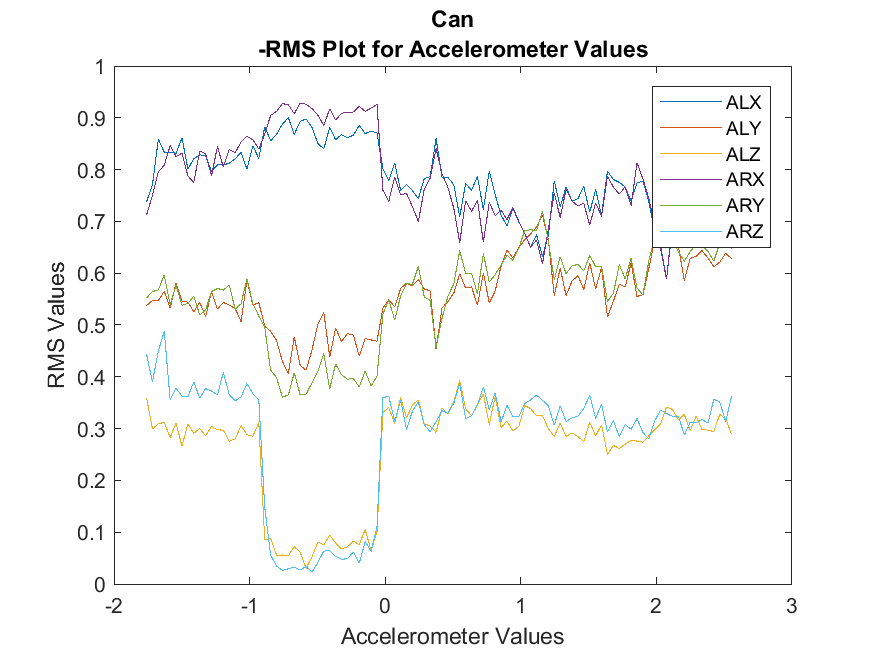 Can
-RMS Plot for Accelerometer Values
1
0.9
0.8
0.7
0.6
0.5
0.4
0.3
0.2
0.1
0
RMS Values
ALX
ALY
ALZ
ARX
ARY
ARZ
-2
-1
0
1
2
3
Accelerometer Values